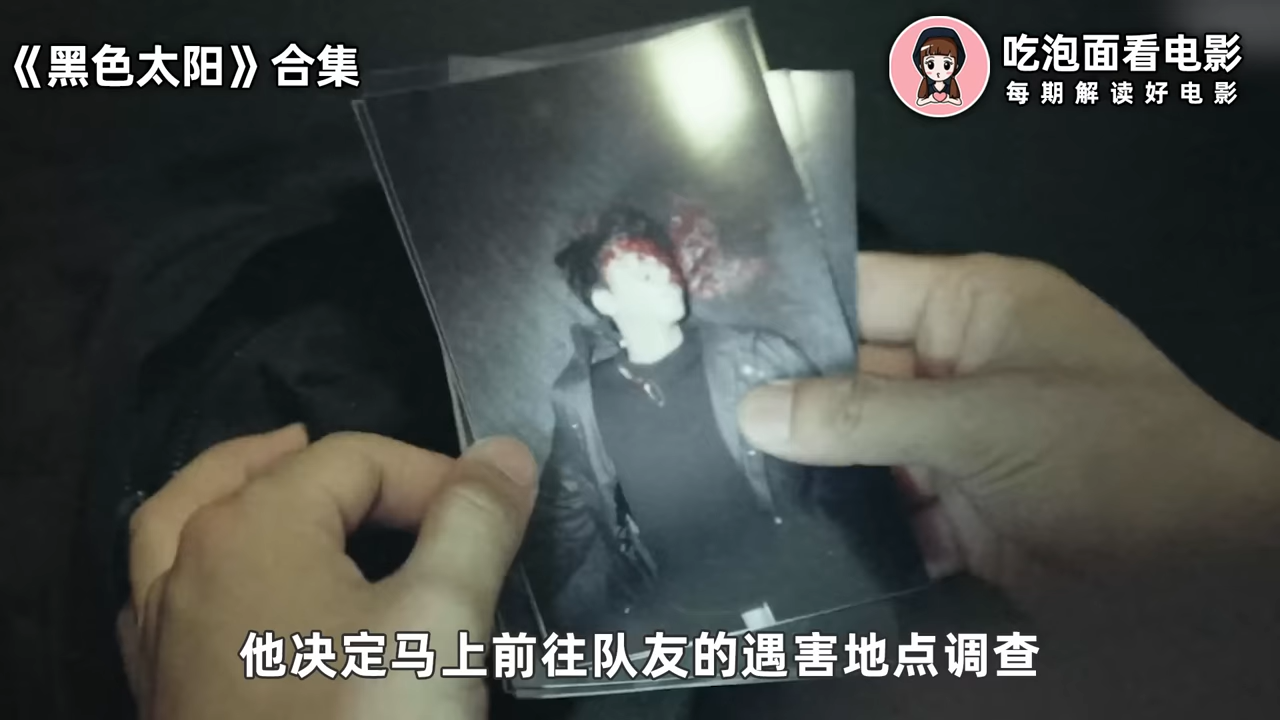 《黑色太阳》合集
吃泡面看电影
每期解读好电影
他决定马上前往队友的遇害地点调查